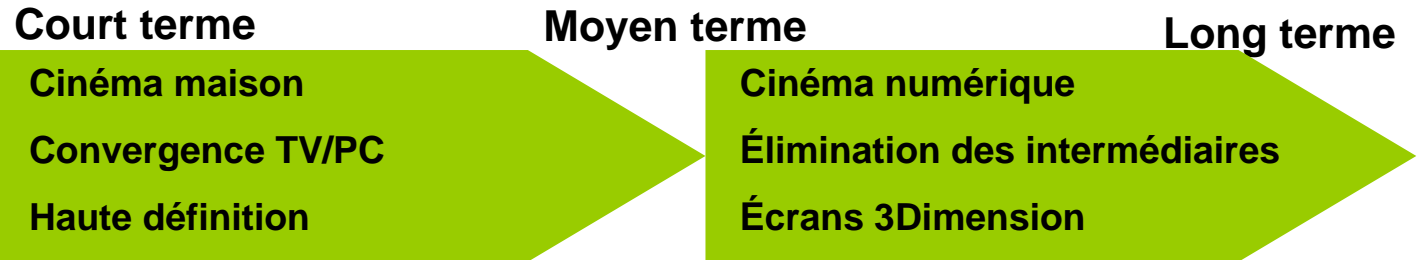 Court terme
Moyen terme
Long terme
Cinéma maison
Convergence TV/PC
Haute définition
Cinéma numérique
Élimination des intermédiaires
Écrans 3Dimension